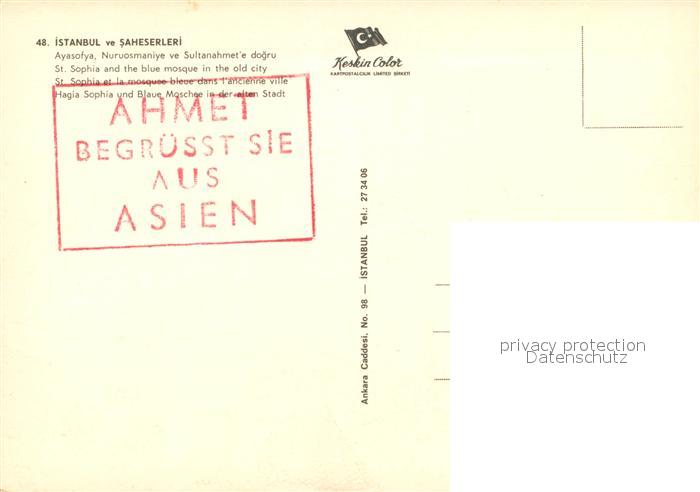 48. İSTANBUL ve ŞAHESERLERİ
Ayasofya, Nuruosmaniye ve Sultanahmet'e doğru
St. Sophia and the blue mosque in the old city
St. Sophia et la mosquee bleue dans l'ancienne ville
Hagia Sophia und Blaue Moschee in der alten Stadt
AHMET
BEGRÜSST SIE
AUS
ASIEN
Keskin Color
KARTPOSTALCILIK LIMITED ŞİRKETİ
Ankara Caddesi, No. 98 — İSTANBUL Tel.: 27 34 06
privacy protection
Datenschutz